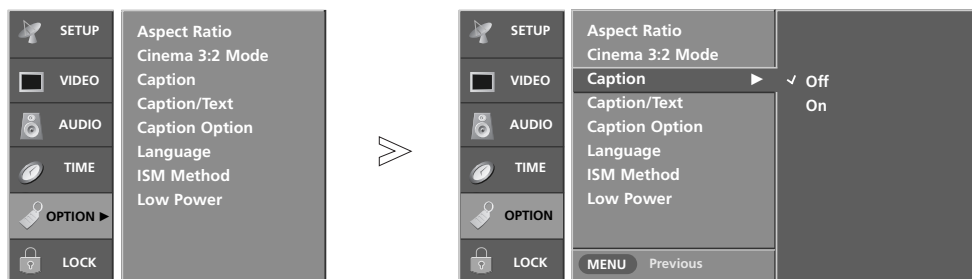 SETUP
VIDEO
AUDIO
TIME
OPTION ►
LOCK
Aspect Ratio
Cinema 3:2 Mode
Caption
Caption/Text
Caption Option
Language
ISM Method
Low Power
>
SETUP
VIDEO
AUDIO
TIME
OPTION
LOCK
Aspect Ratio
Cinema 3:2 Mode
Caption ►
Caption/Text
Caption Option
Language
ISM Method
Low Power
MENU Previous
✓ Off
On